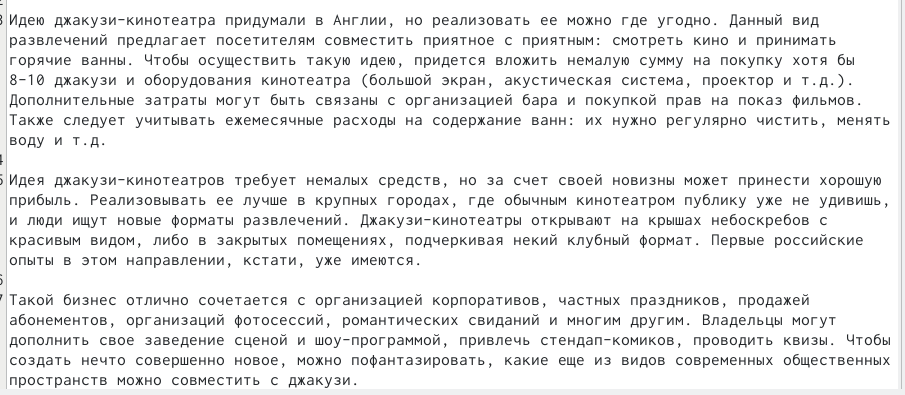 Идею джакузи-кинотеатра придумали в Англии, но реализовать ее можно где угодно. Данный вид
развлечений предлагает посетителям совместить приятное с приятным: смотреть кино и принимать
горячие ванны. Чтобы осуществить такую идею, придется вложить немалую сумму на покупку хотя бы
8-10 джакузи и оборудования кинотеатра (большой экран, акустическая система, проектор и т.д.).
Дополнительные затраты могут быть связаны с организацией бара и покупкой прав на показ фильмов.
Также следует учитывать ежемесячные расходы на содержание ванн: их нужно регулярно чистить, менять
воду и т.д.
Идея джакузи-кинотеатров требует немалых средств, но за счет своей новизны может принести хорошую
прибыль. Реализовывать ее лучше в крупных городах, где обычным кинотеатром публику уже не удивишь,
и люди ищут новые форматы развлечений. Джакузи-кинотеатры открывают на крышах небоскребов с
красивым видом, либо в закрытых помещениях, подчеркивая некий клубный формат. Первые российские
опыты в этом направлении, кстати, уже имеются.
Такой бизнес отлично сочетается с организацией корпоративов, частных праздников, продажей
абонементов, организаций фотосессий, романтических свиданий и многим другим. Владельцы могут
дополнить свое заведение сценой и шоу-программой, привлечь стендап-комиков, проводить квизы. Чтобы
создать нечто совершенно новое, можно пофантазировать, какие еще из видов современных общественных
пространств можно совместить с джакузи.